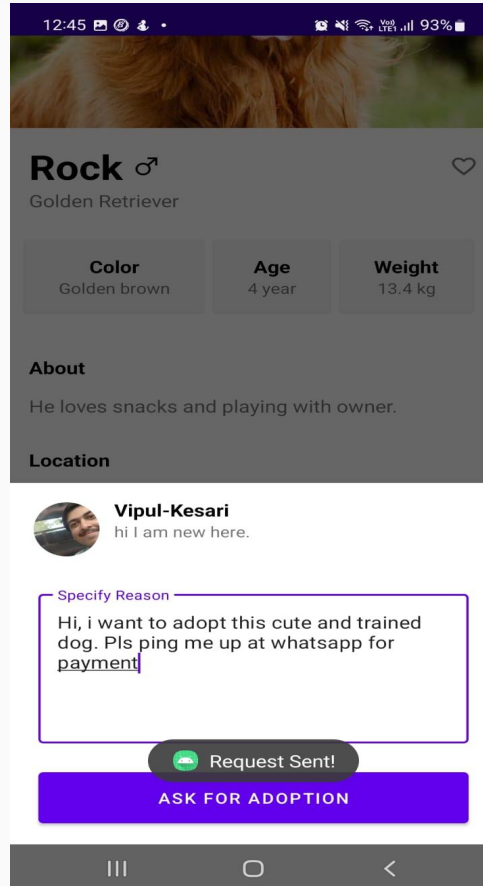 12:45
Vo) LTE1 93%
Rock ♂
Golden Retriever
Color Age Weight
Golden brown 4 year 13.4 kg
About
He loves snacks and playing with owner.
Location
Vipul-Kesari
hi I am new here.
Specify Reason
Hi, i want to adopt this cute and trained
dog. Pls ping me up at whatsapp for
payment
Request Sent!
ASK FOR ADOPTION